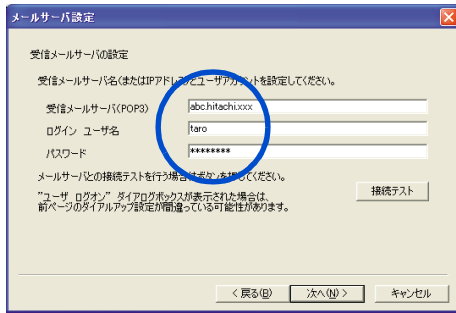 メールサーバ設定
受信メールサーバの設定
受信メールサーバ名(またはIPアドレス)とユーザアカウントを設定してください。
受信メールサーバ(POP3)
abc.hitachi.xxx
ログイン ユーザ名
taro
パスワード
********
メールサーバとの接続テストを行う場合はボタンを押してください。
"ユーザ ログオン" ダイアログボックスが表示された場合は、
前ページのダイアルアップ設定が間違っている可能性があります。
接続テスト
< 戻る(B)
次へ(N) >
キャンセル